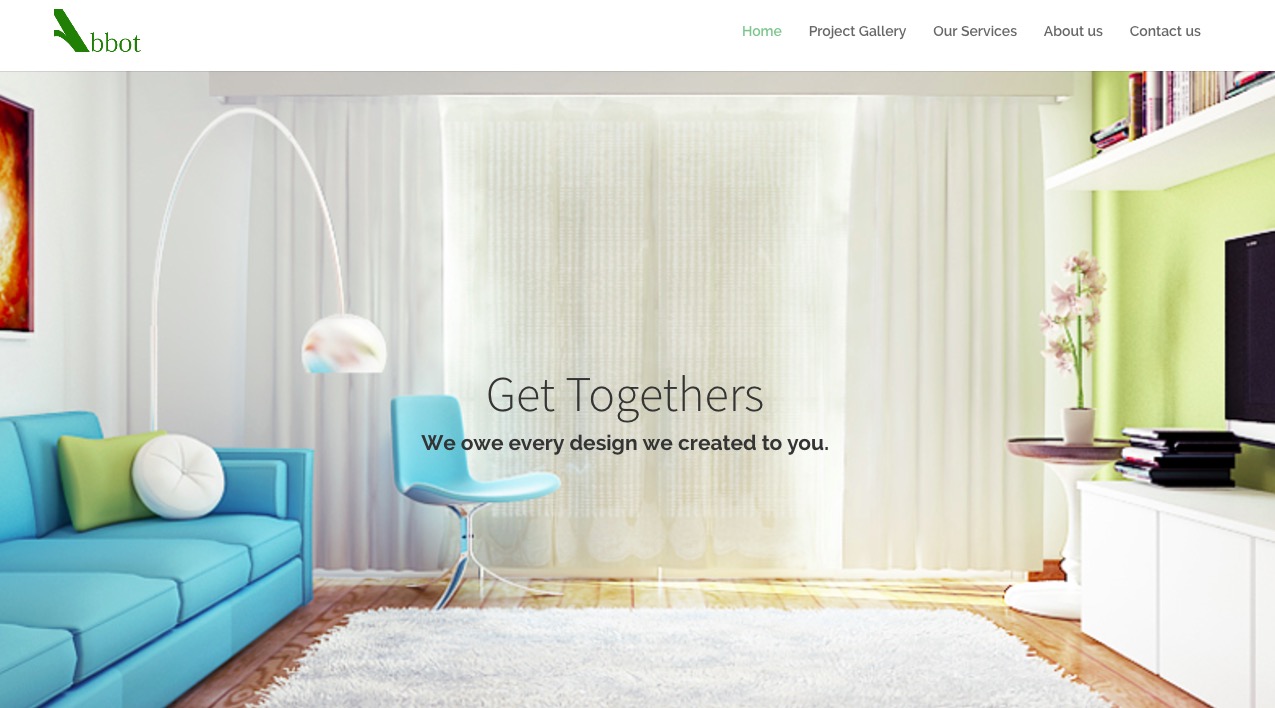 Abbot
Home Project Gallery Our Services About us Contact us
Get Togethers
We owe every design we created to you.